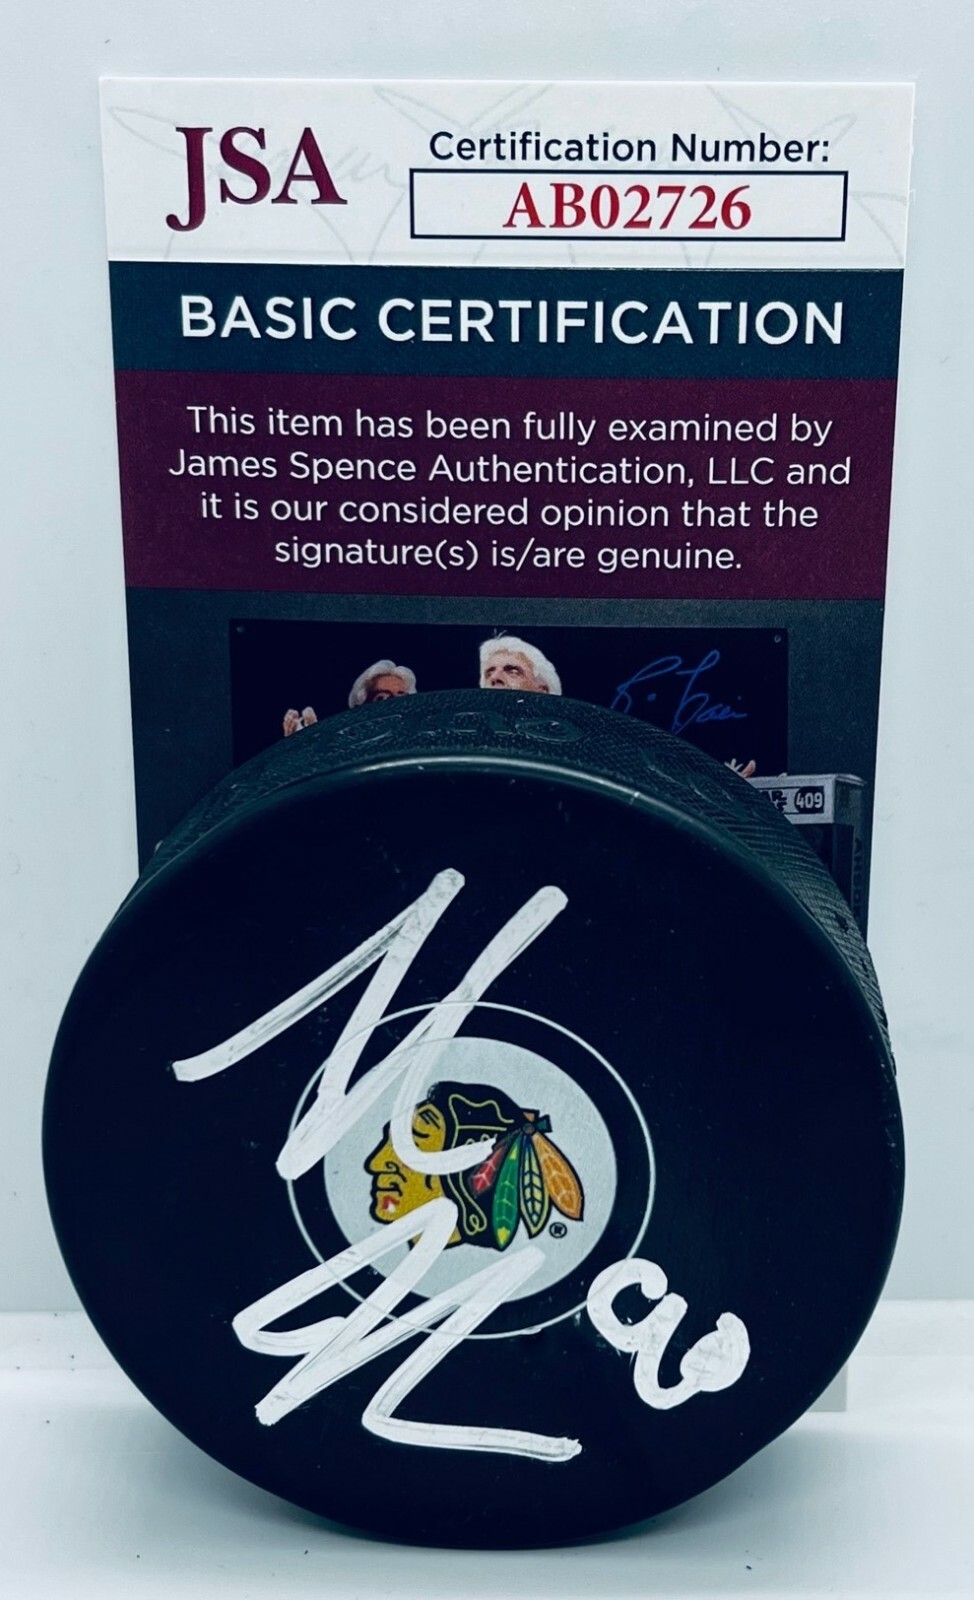 JSA
Certification Number:
AB02726
BASIC CERTIFICATION
This item has been fully examined by
James Spence Authentication, LLC and
it is our considered opinion that the
signature(s) is/are genuine.
409
®